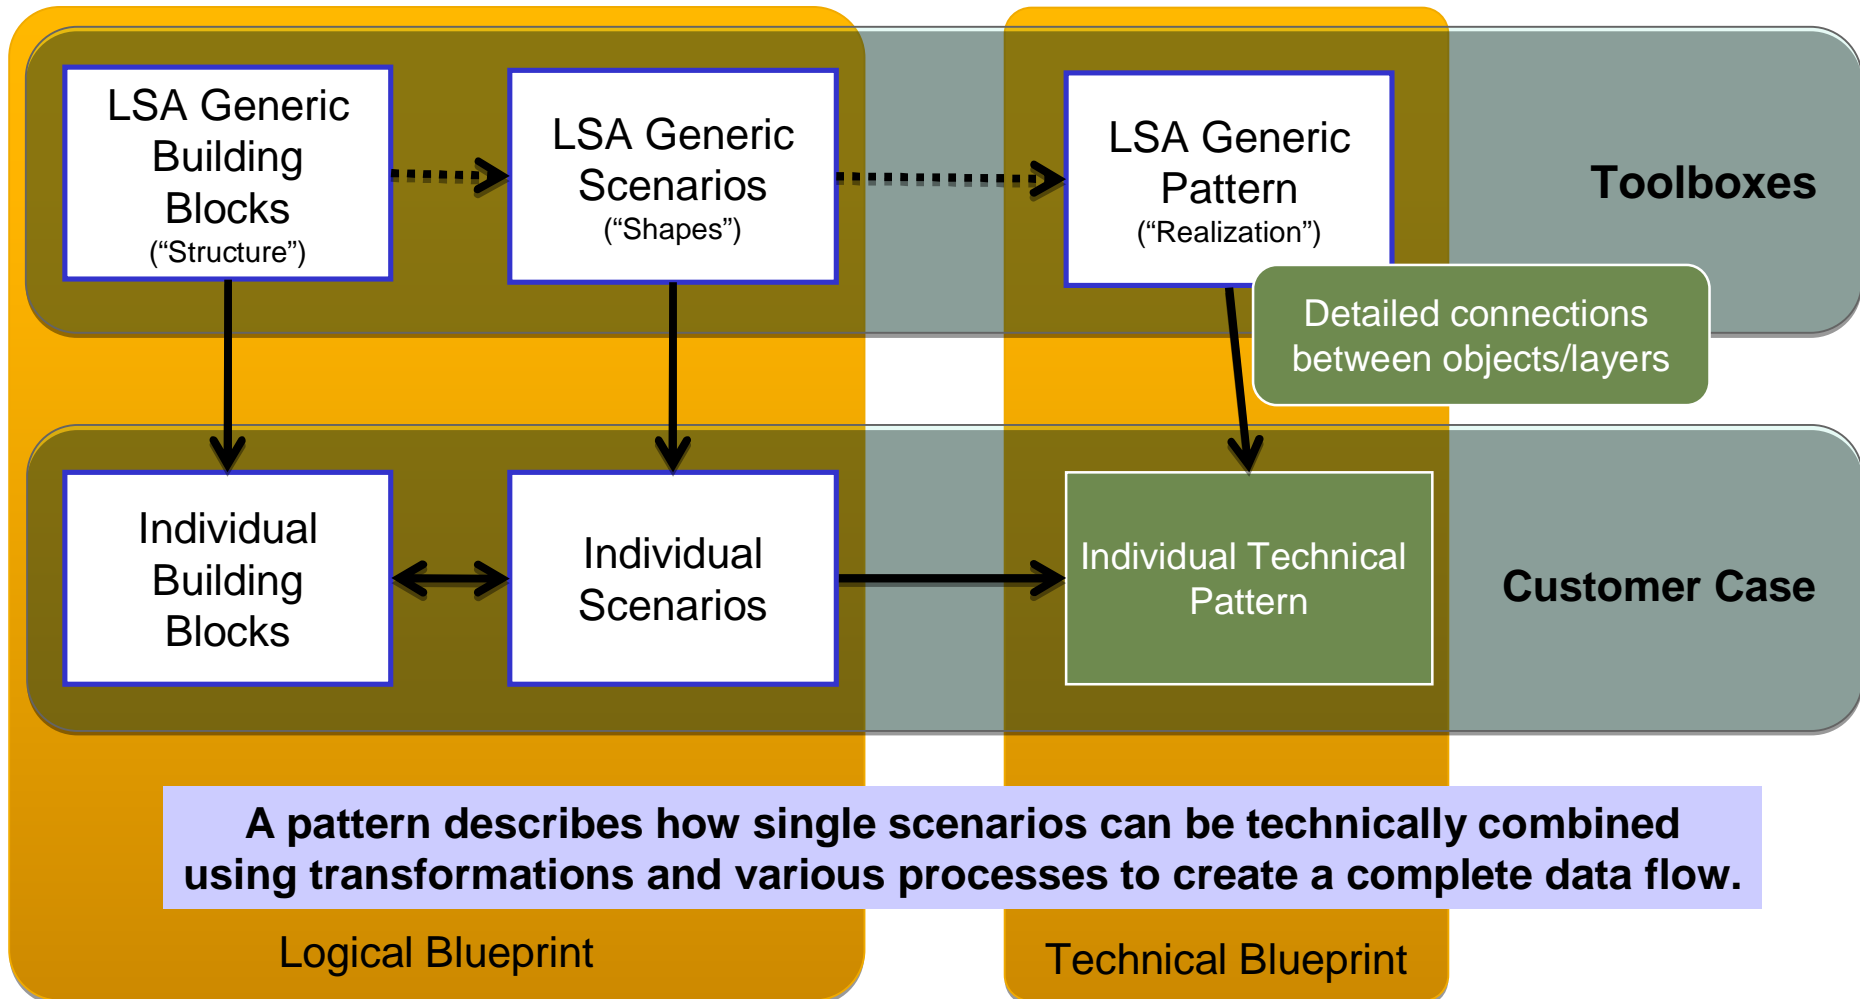 LSA Generic
Building
Blocks
(“Structure”)
LSA Generic
Scenarios
(“Shapes”)
LSA Generic
Pattern
(“Realization”)
Toolboxes
Detailed connections
between objects/layers
Individual
Building
Blocks
Individual
Scenarios
Individual Technical
Pattern
Customer Case
A pattern describes how single scenarios can be technically combined
using transformations and various processes to create a complete data flow.
Logical Blueprint
Technical Blueprint